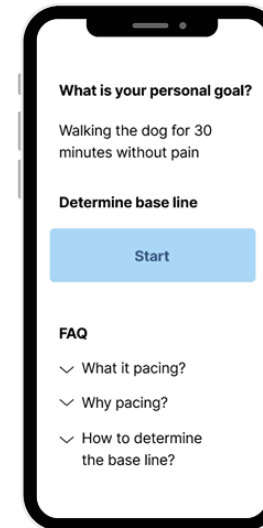 What is your personal goal?
Walking the dog for 30
minutes without pain
Determine base line
Start
FAQ
What it pacing?
Why pacing?
How to determine
the base line?